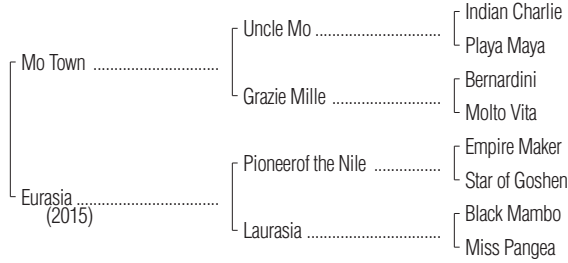 Indian Charlie
Uncle Mo
Playa Maya
Mo Town
Bernardini
Grazie Mille
Molto Vita
Empire Maker
Pioneerof the Nile
Star of Goshen
Eurasia
(2015)
Black Mambo
Laurasia
Miss Pangea